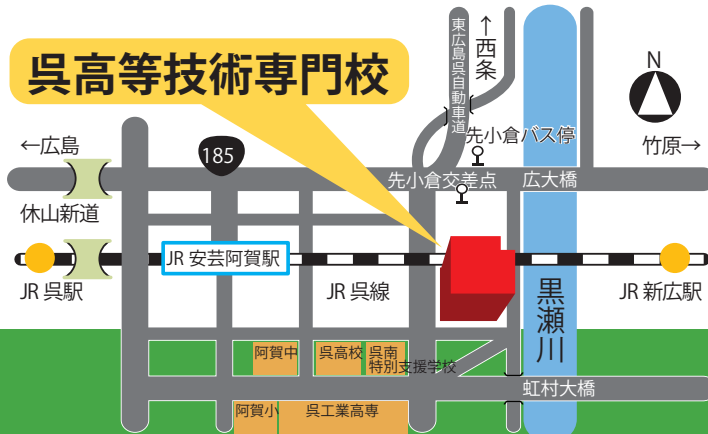 呉高等技術専門校
東広島呉自動車道
↑西条
N
←広島
185
先小倉バス停
竹原→
先小倉交差点
広大橋
休山新道
JR 安芸阿賀駅
JR 呉駅
JR 呉線
黒瀬川
JR 新広駅
阿賀中
呉高校
呉南
特別支援学校
虹村大橋
阿賀小
呉工業高専